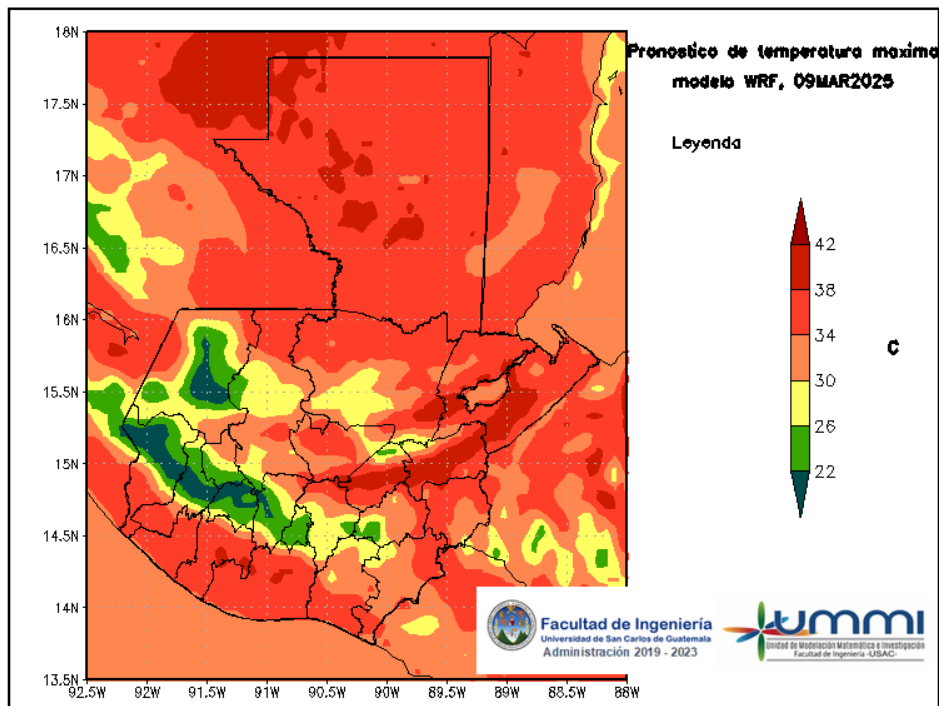 Pronostico de temperatura maxima
modelo WRF, 09MAR2025
Leyenda
18N
17.5N
17N
16.5N
16N
15.5N
15N
14.5N
14N
13.5N
92.5W 92W 91.5W 91W 90.5W 90W 89.5W 89W 88.5W 88W
42
38
34
30
26
22
C
Facultad de Ingeniería
Universidad de San Carlos de Guatemala
Administración 2019 - 2023
UMMI
Unidad de Modelación Matemática e Investigación
Facultad de Ingeniería -USAC-